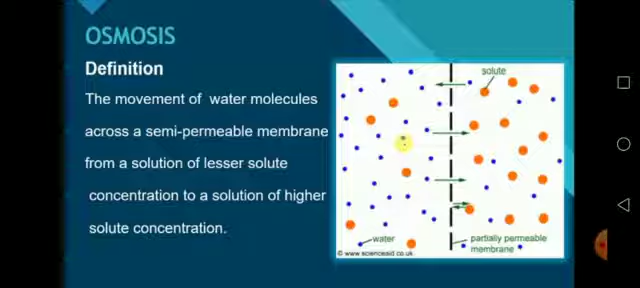 OSMOSIS
Definition
The movement of water molecules
across a semi-permeable membrane
from a solution of lesser solute
concentration to a solution of higher
solute concentration.
solute
water
partially permeable
membrane
© www.scienceaid.co.uk